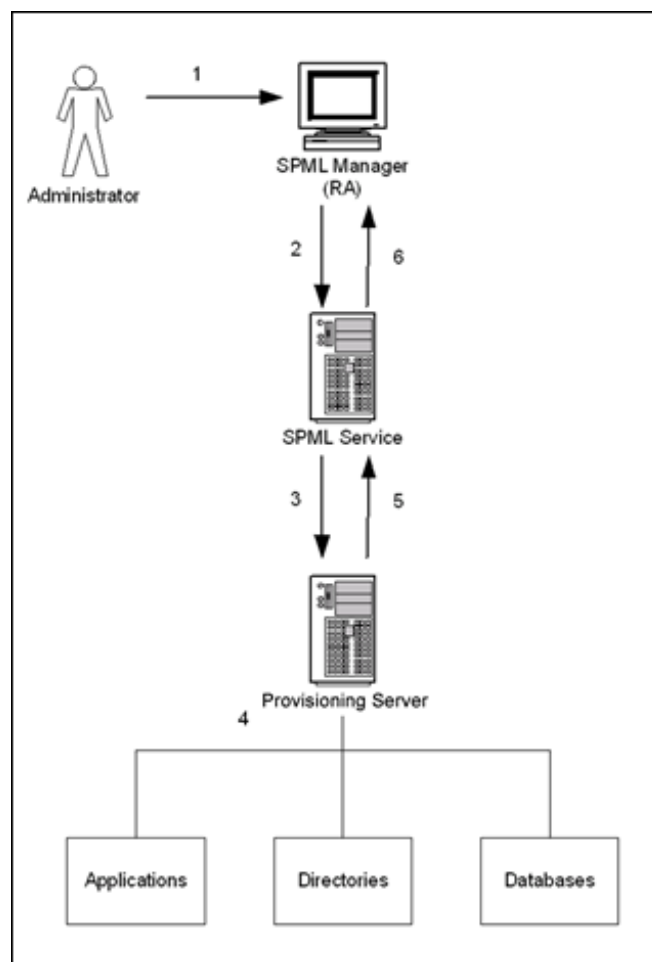 1
SPML Manager
(RA)
Administrator
2
6
SPML Service
3
5
Provisioning Server
4
Applications
Directories
Databases